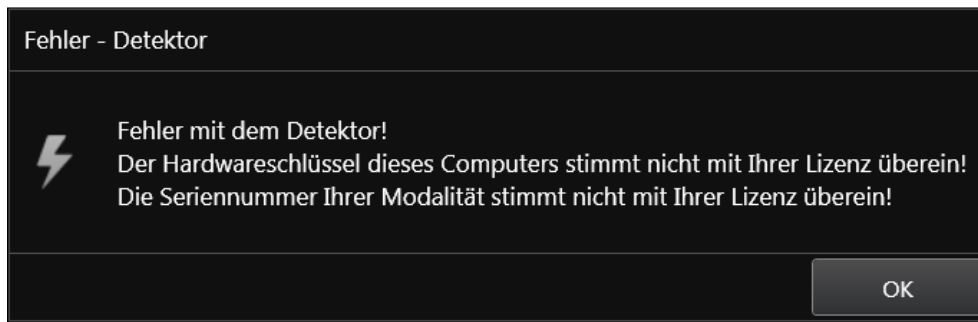 Fehler - Detektor
Fehler mit dem Detektor!
Der Hardwareschlüssel dieses Computers stimmt nicht mit Ihrer Lizenz überein!
Die Seriennummer Ihrer Modalität stimmt nicht mit Ihrer Lizenz überein!
OK